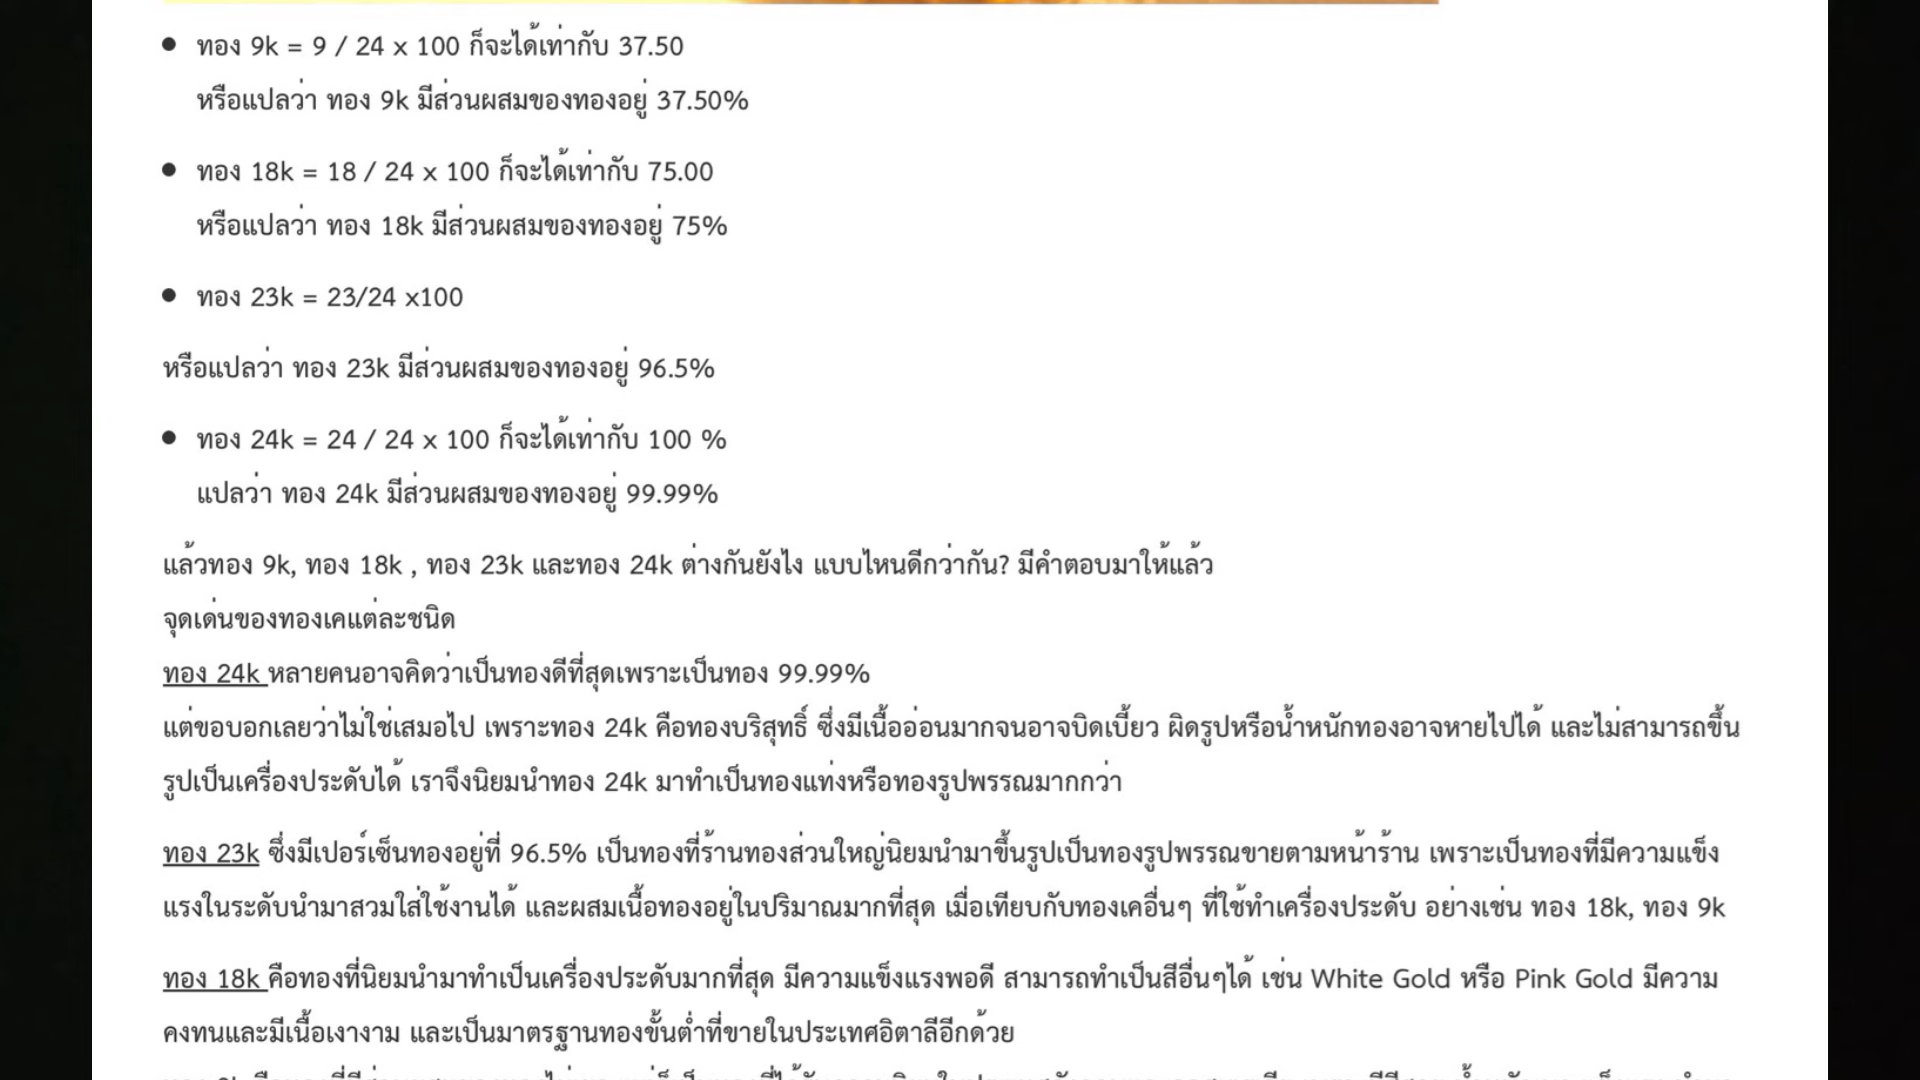 ทอง 9k = 9 / 24 x 100 ก็จะได้เท่ากับ 37.50
หรือแปลว่า ทอง 9k มีส่วนผสมของทองอยู่ 37.50%
ทอง 18k = 18 / 24 x 100 ก็จะได้เท่ากับ 75.00
หรือแปลว่า ทอง 18k มีส่วนผสมของทองอยู่ 75%
ทอง 23k = 23/24 x100
หรือแปลว่า ทอง 23k มีส่วนผสมของทองอยู่ 96.5%
ทอง 24k = 24 / 24 x 100 ก็จะได้เท่ากับ 100 %
แปลว่า ทอง 24k มีส่วนผสมของทองอยู่ 99.99%
แล้วทอง 9k, ทอง 18k , ทอง 23k และทอง 24k ต่างกันยังไง แบบไหนดีกว่ากัน? มีคำตอบมาให้แล้ว
จุดเด่นของทองเคแต่ละชนิด
ทอง 24k หลายคนอาจคิดว่าเป็นทองดีที่สุดเพราะเป็นทอง 99.99%
แต่ขอบอกเลยว่าไม่ใช่เสมอไป เพราะทอง 24k คือทองบริสุทธิ์ ซึ่งมีเนื้ออ่อนมากจนอาจบิดเบี้ยว ผิดรูปหรือน้ำหนักทองอาจหายไปได้ และไม่สามารถขึ้น
รูปเป็นเครื่องประดับได้ เราจึงนิยมนำทอง 24k มาทำเป็นทองแท่งหรือทองรูปพรรณมากกว่า
ทอง 23k ซึ่งมีเปอร์เซ็นทองอยู่ที่ 96.5% เป็นทองที่ร้านทองส่วนใหญ่นิยมนำมาขึ้นรูปเป็นทองรูปพรรณขายตามหน้าร้าน เพราะเป็นทองที่มีความแข็ง
แรงในระดับนำมาสวมใส่ใช้งานได้ และผสมเนื้อทองอยู่ในปริมาณมากที่สุด เมื่อเทียบกับทองเคอื่นๆ ที่ใช้ทำเครื่องประดับ อย่างเช่น ทอง 18k, ทอง 9k
ทอง 18k คือทองที่นิยมนำมาทำเป็นเครื่องประดับมากที่สุด มีความแข็งแรงพอดี สามารถทำเป็นสีอื่นๆได้ เช่น White Gold หรือ Pink Gold มีความ
คงทนและมีเนื้อเงางาม และเป็นมาตรฐานทองขั้นต่ำที่ขายในประเทศอิตาลีอีกด้วย